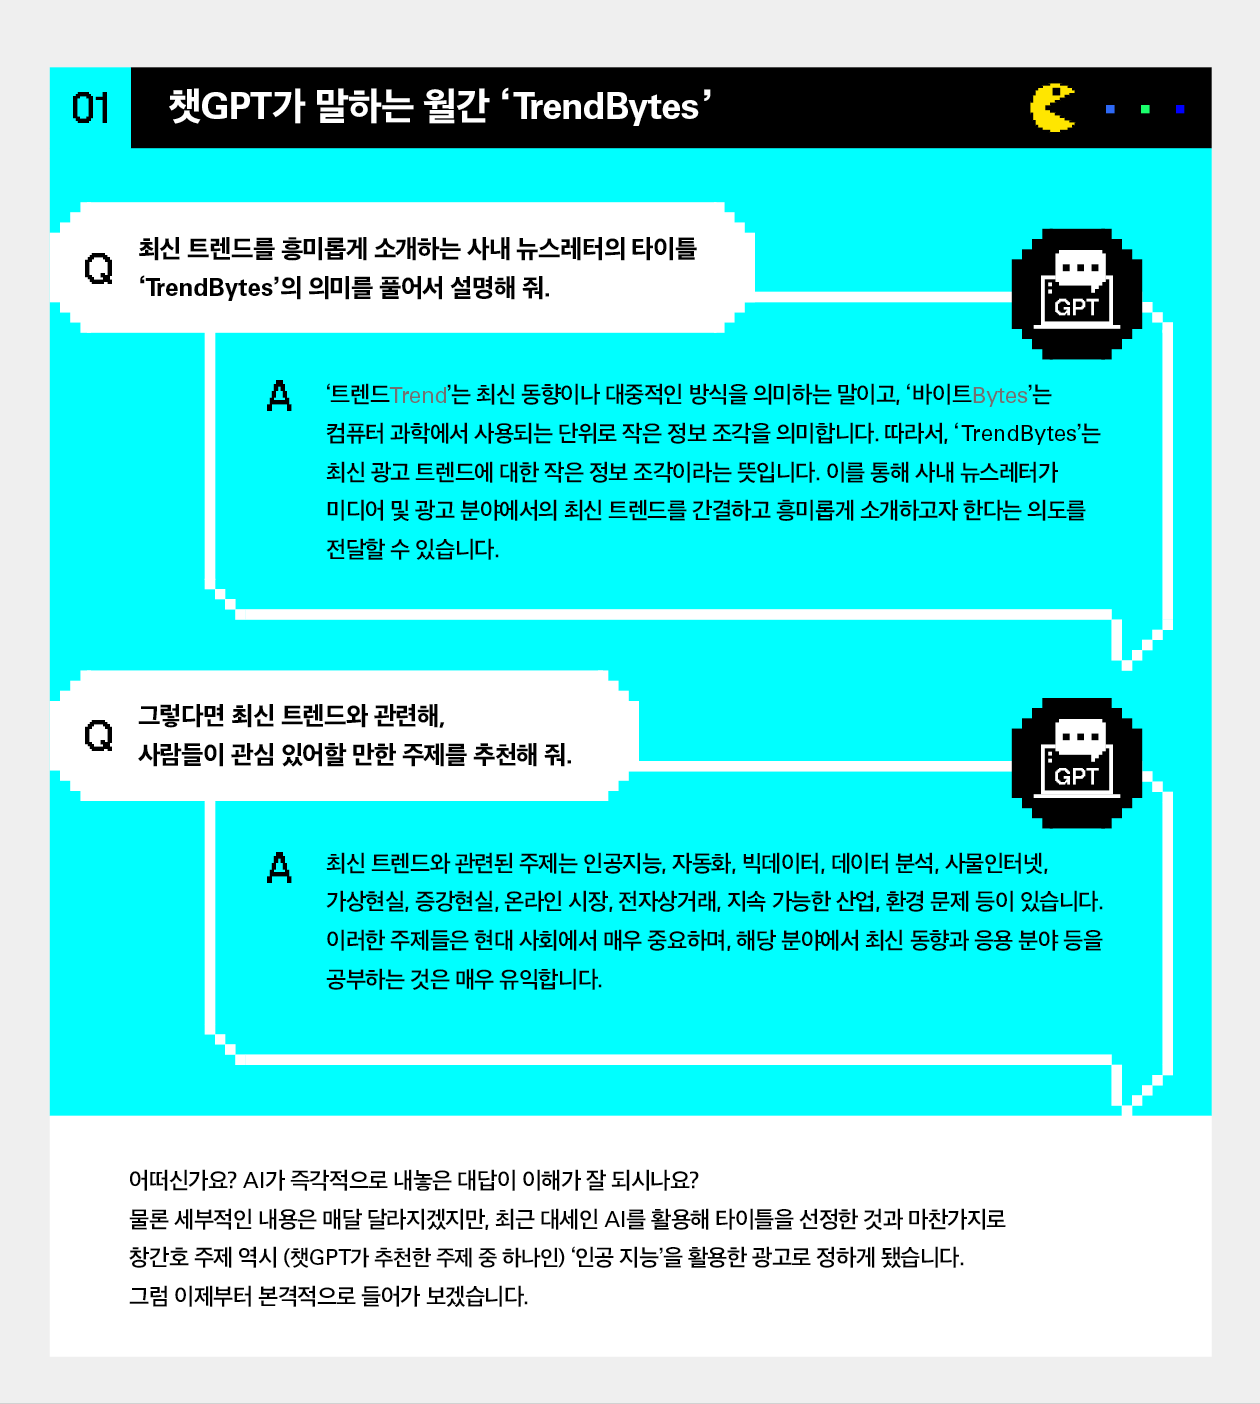 01
챗GPT가 말하는 월간 ‘TrendBytes’
Q
최신 트렌드를 흥미롭게 소개하는 사내 뉴스레터의 타이틀
‘TrendBytes’의 의미를 풀어서 설명해 줘.
GPT
A
‘트렌드Trend’는 최신 동향이나 대중적인 방식을 의미하는 말이고, ‘바이트Bytes’는
컴퓨터 과학에서 사용되는 단위로 작은 정보 조각을 의미합니다. 따라서, ‘TrendBytes’는
최신 광고 트렌드에 대한 작은 정보 조각이라는 뜻입니다. 이를 통해 사내 뉴스레터가
미디어 및 광고 분야에서의 최신 트렌드를 간결하고 흥미롭게 소개하고자 한다는 의도를
전달할 수 있습니다.
Q
그렇다면 최신 트렌드와 관련해,
사람들이 관심 있어할 만한 주제를 추천해 줘.
GPT
A
최신 트렌드와 관련된 주제는 인공지능, 자동화, 빅데이터, 데이터 분석, 사물인터넷,
가상현실, 증강현실, 온라인 시장, 전자상거래, 지속 가능한 산업, 환경 문제 등이 있습니다.
이러한 주제들은 현대 사회에서 매우 중요하며, 해당 분야에서 최신 동향과 응용 분야 등을
공부하는 것은 매우 유익합니다.
어떠신가요? AI가 즉각적으로 내놓은 대답이 이해가 잘 되시나요?
물론 세부적인 내용은 매달 달라지겠지만, 최근 대세인 AI를 활용해 타이틀을 선정한 것과 마찬가지로
창간호 주제 역시 (챗GPT가 추천한 주제 중 하나인) ‘인공 지능’을 활용한 광고로 정하게 됐습니다.
그럼 이제부터 본격적으로 들어가 보겠습니다.